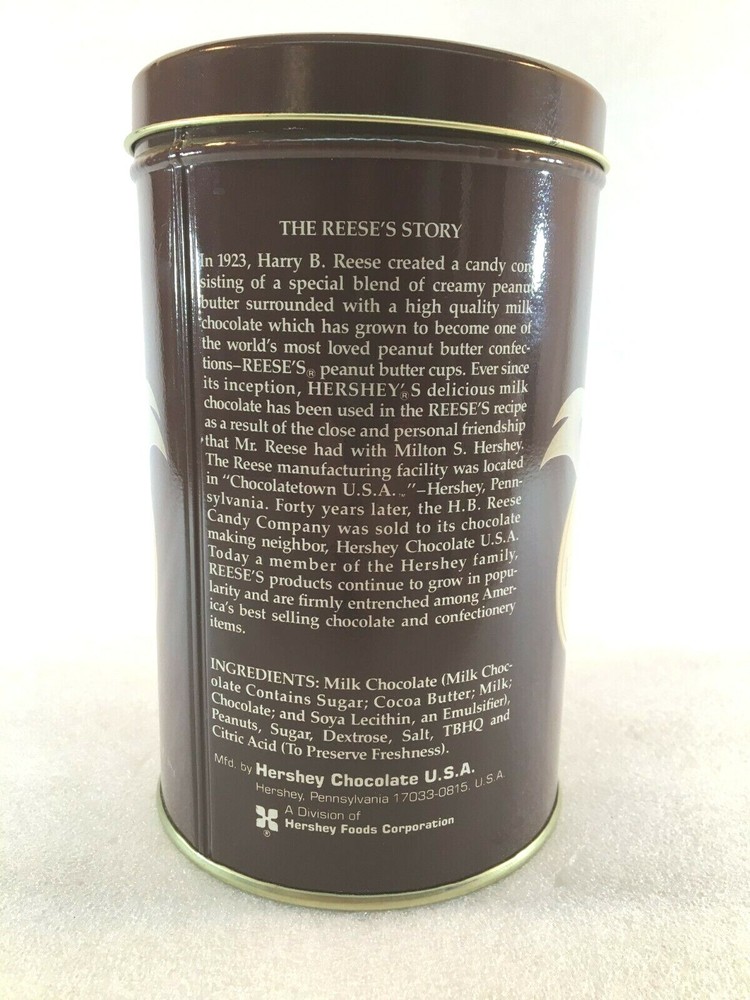 THE REESE'S STORY
In 1923, Harry B. Reese created a candy con
sisting of a special blend of creamy peanu
butter surrounded with a high quality milk
chocolate which has grown to become one of
the world's most loved peanut butter confec-
tions–REESE'S® peanut butter cups. Ever since
its inception, HERSHEY'®S delicious milk
chocolate has been used in the REESE'S recipe
as a result of the close and personal friendship
that Mr. Reese had with Milton S. Hershey.
The Reese manufacturing facility was located
in "Chocolatetown U.S.A.™"–Hershey, Penn-
sylvania. Forty years later, the H.B. Reese
Candy Company was sold to its chocolate
making neighbor, Hershey Chocolate U.S.A.
Today a member of the Hershey family,
REESE'S products continue to grow in popu-
larity and are firmly entrenched among Amer-
ica's best selling chocolate and confectionery
items.
INGREDIENTS: Milk Chocolate (Milk Choc-
olate Contains Sugar; Cocoa Butter; Milk;
Chocolate; and Soya Lecithin, an Emulsifier),
Peanuts, Sugar, Dextrose, Salt, TBHQ and
Citric Acid (To Preserve Freshness).
Mfd. by Hershey Chocolate U.S.A.
Hershey, Pennsylvania 17033-0815. U.S.A.
A Division of
® Hershey Foods Corporation